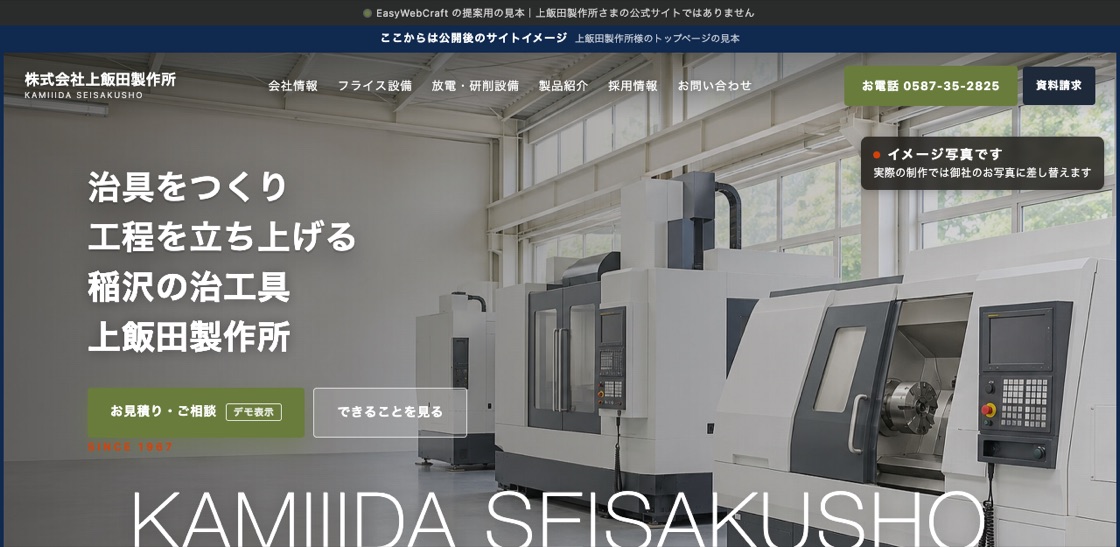 EasyWebCraft の提案用の見本 | 上飯田製作所さまの公式サイトではありません
ここからは公開後のサイトイメージ 上飯田製作所様のトップページの見本
株式会社上飯田製作所
KAMIIIDA SEISAKUSHO
会社情報 フライス設備 放電・研削設備 製品紹介 採用情報 お問い合わせ
お電話 0587-35-2825
資料請求
イメージ写真です
実際の制作では御社のお写真に差し替えます
治具をつくり
工程を立ち上げる
稲沢の治工具
上飯田製作所
お見積り・ご相談 デモ表示
できることを見る
SINCE 1967
KAMIIIDA SEISAKUSHO